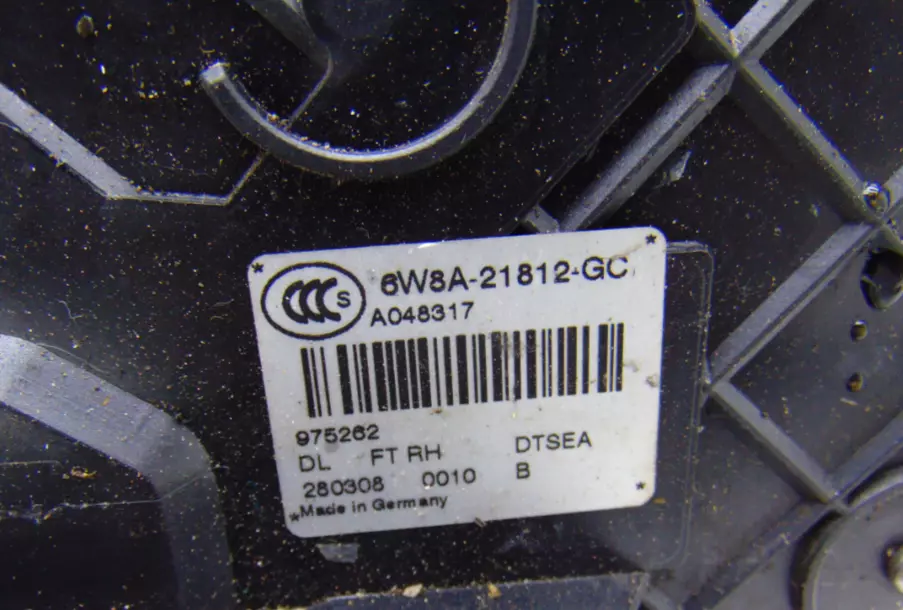 CCC S 6W8A-21812-GC
A048317
975262
DL FT RH DTSEA
280308 0010 B
*Made in Germany *